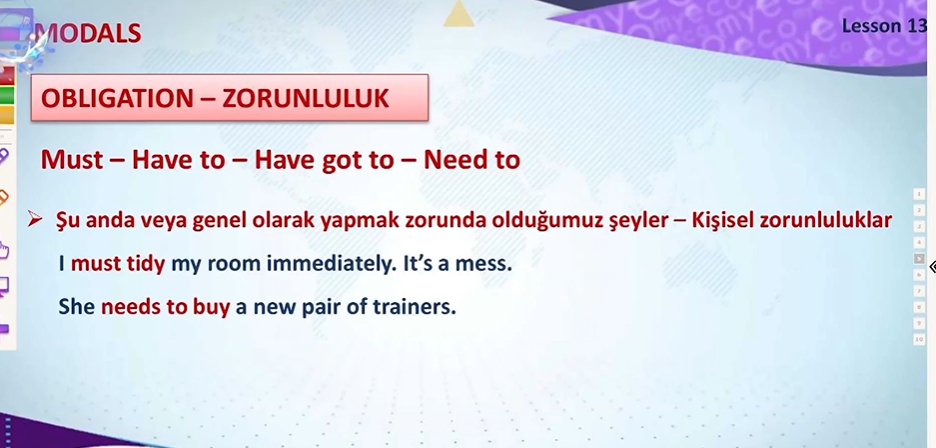 MODALS
Lesson 13
OBLIGATION – ZORUNLULUK
Must – Have to – Have got to – Need to
➢ Şu anda veya genel olarak yapmak zorunda olduğumuz şeyler – Kişisel zorunluluklar
I must tidy my room immediately. It’s a mess.
She needs to buy a new pair of trainers.